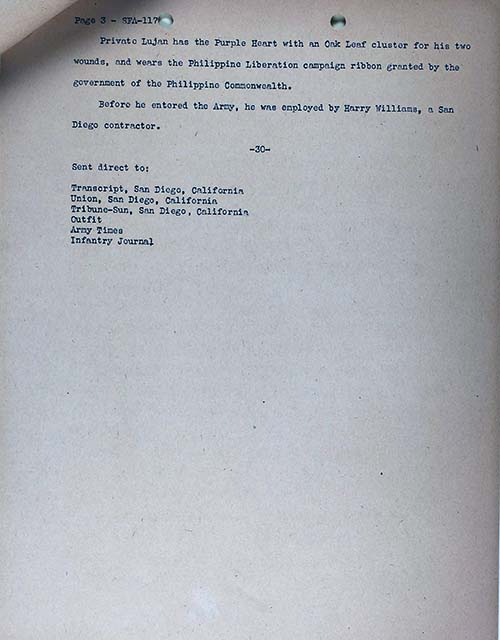 Page 3 - SFA-117
Private Lujan has the Purple Heart with an Oak Leaf cluster for his two
wounds, and wears the Philippine Liberation campaign ribbon granted by the
government of the Philippine Commonwealth.
Before he entered the Army, he was employed by Harry Williams, a San
Diego contractor.
-30-
Sent direct to:
Transcript, San Diego, California
Union, San Diego, California
Tribune-Sun, San Diego, California
Outfit
Army Times
Infantry Journal